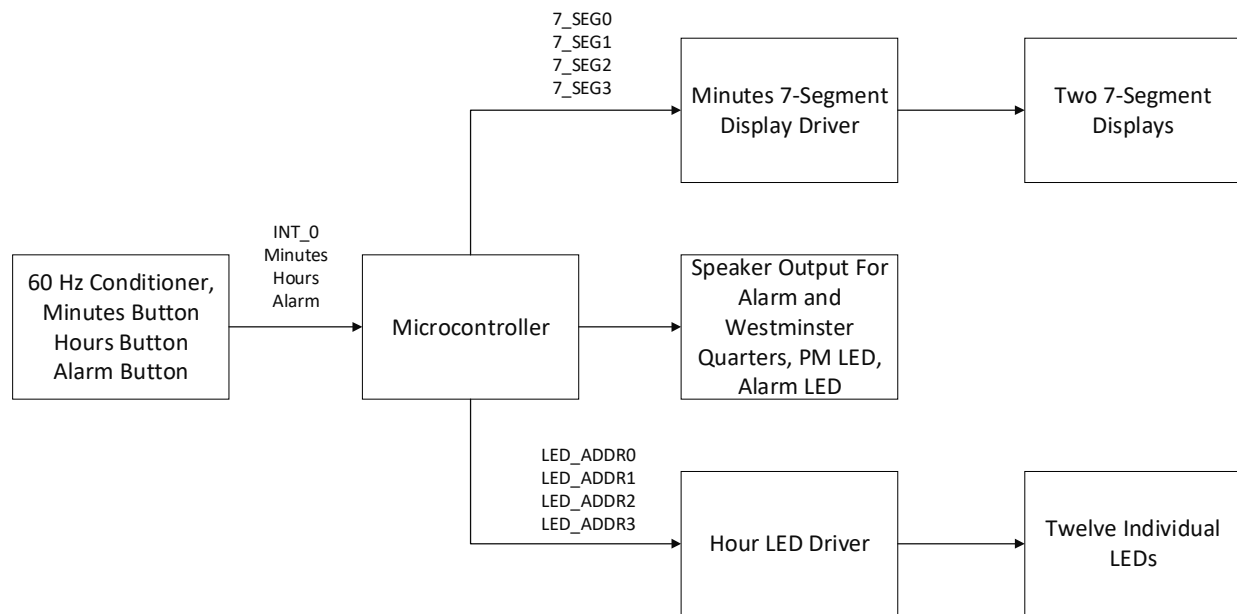 7_SEG0
7_SEG1
7_SEG2
7_SEG3
Minutes 7-Segment
Display Driver
Two 7-Segment
Displays
60 Hz Conditioner,
Minutes Button
Hours Button
Alarm Button
INT_0
Minutes
Hours
Alarm
Microcontroller
Speaker Output For
Alarm and
Westminster
Quarters, PM LED,
Alarm LED
LED_ADDR0
LED_ADDR1
LED_ADDR2
LED_ADDR3
Hour LED Driver
Twelve Individual
LEDs